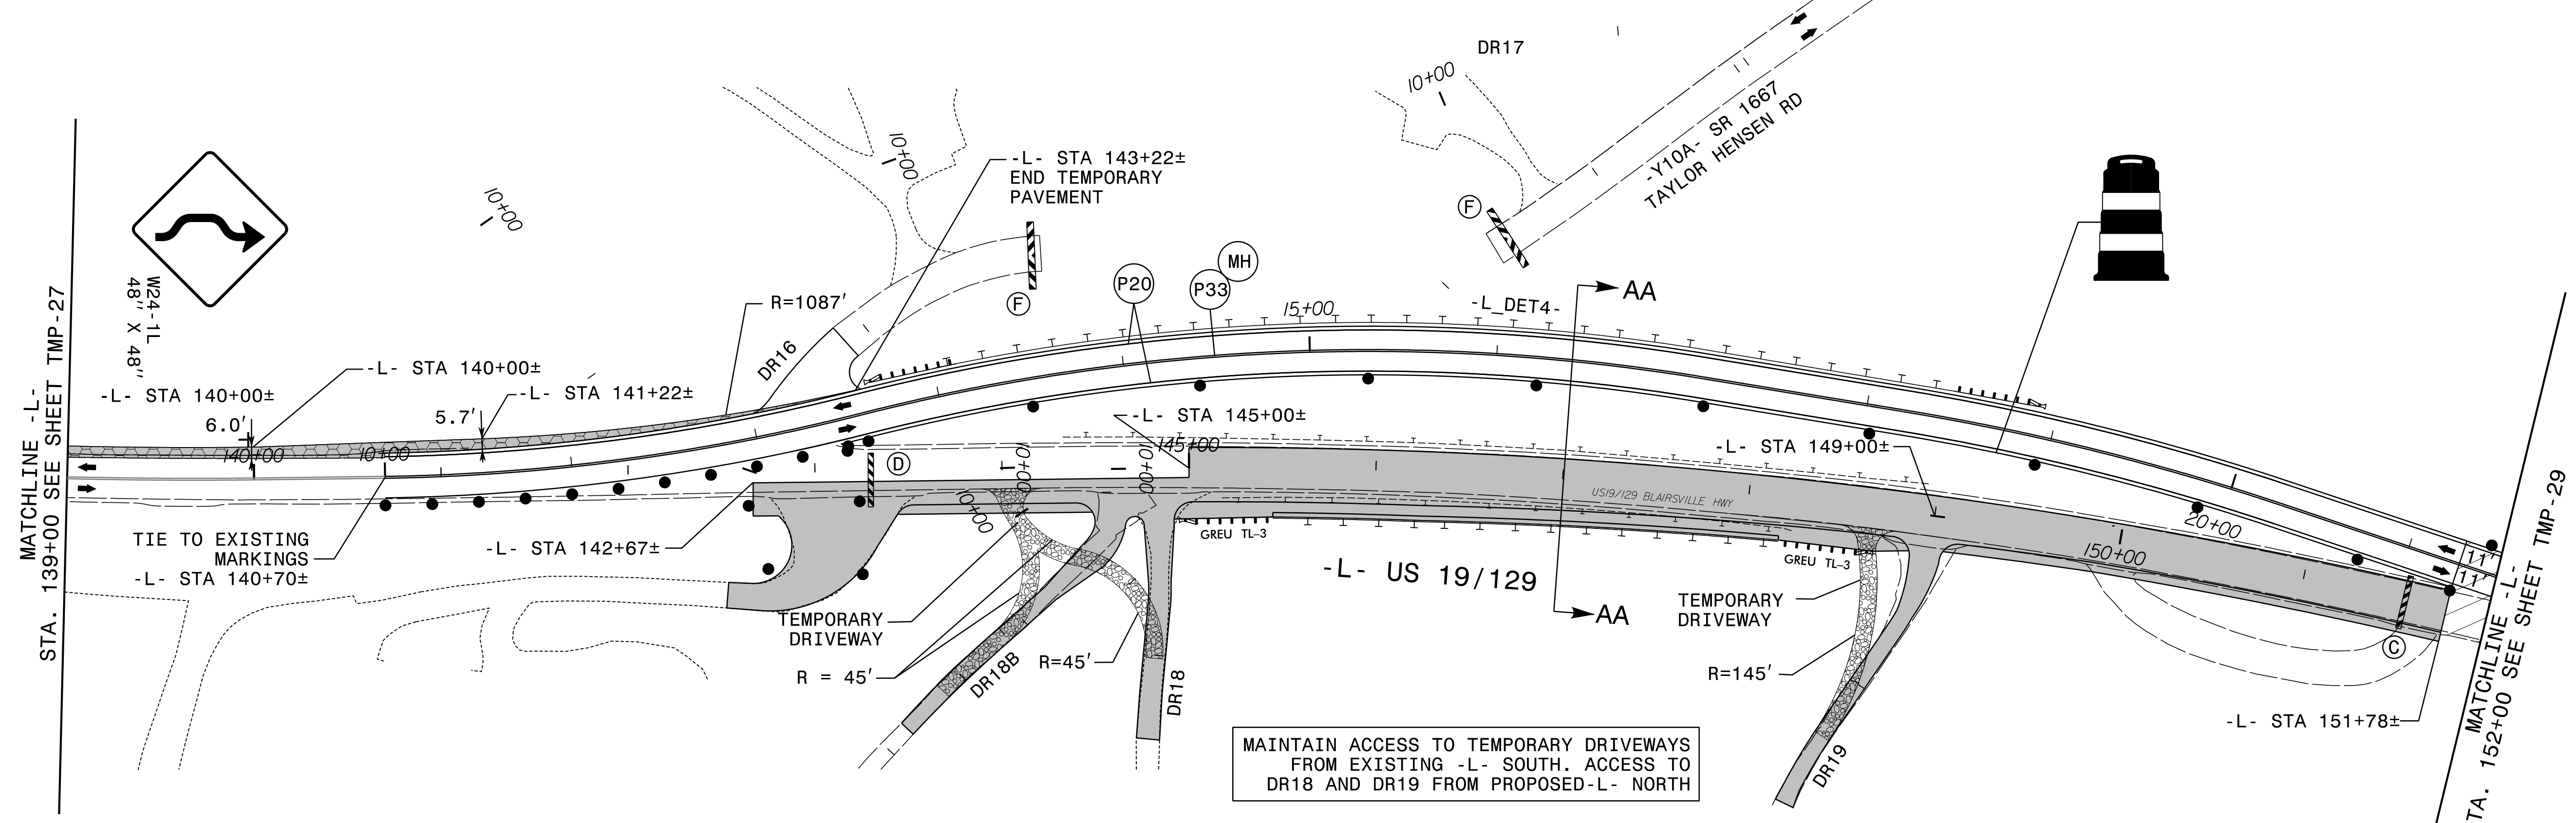 MATCHLINE -L-
STA. 139+00 SEE SHEET TMP-27
W24-1L
48'' X 48''
-L- STA 140+00±
6.0'
-L- STA 140+00±
5.7'
-L- STA 141+22±
140+00
10+00
TIE TO EXISTING
MARKINGS
-L- STA 140+70±
10+00
10+00
R=1087'
DR16
-L- STA 143+22±
END TEMPORARY
PAVEMENT
F
D
-L- STA 142+67±
TEMPORARY
DRIVEWAY
R = 45'
10+00
10+00
10+00
DR18B
R=45'
DR18
P20
P33
MH
15+00
-L- STA 145+00±
145+00
GREU TL-3
-L- US 19/129
DR17
10+00
F
-Y10A- SR 1667
TAYLOR HENSEN RD
-L_DET4-
AA
AA
US19/129 BLAIRSVILLE HWY
-L- STA 149+00±
GREU TL-3
TEMPORARY
DRIVEWAY
R=145'
DR19
MAINTAIN ACCESS TO TEMPORARY DRIVEWAYS
FROM EXISTING -L- SOUTH. ACCESS TO
DR18 AND DR19 FROM PROPOSED-L- NORTH
20+00
150+00
11'
11'
C
-L- STA 151+78±
MATCHLINE -L-
TA. 152+00 SEE SHEET TMP-29